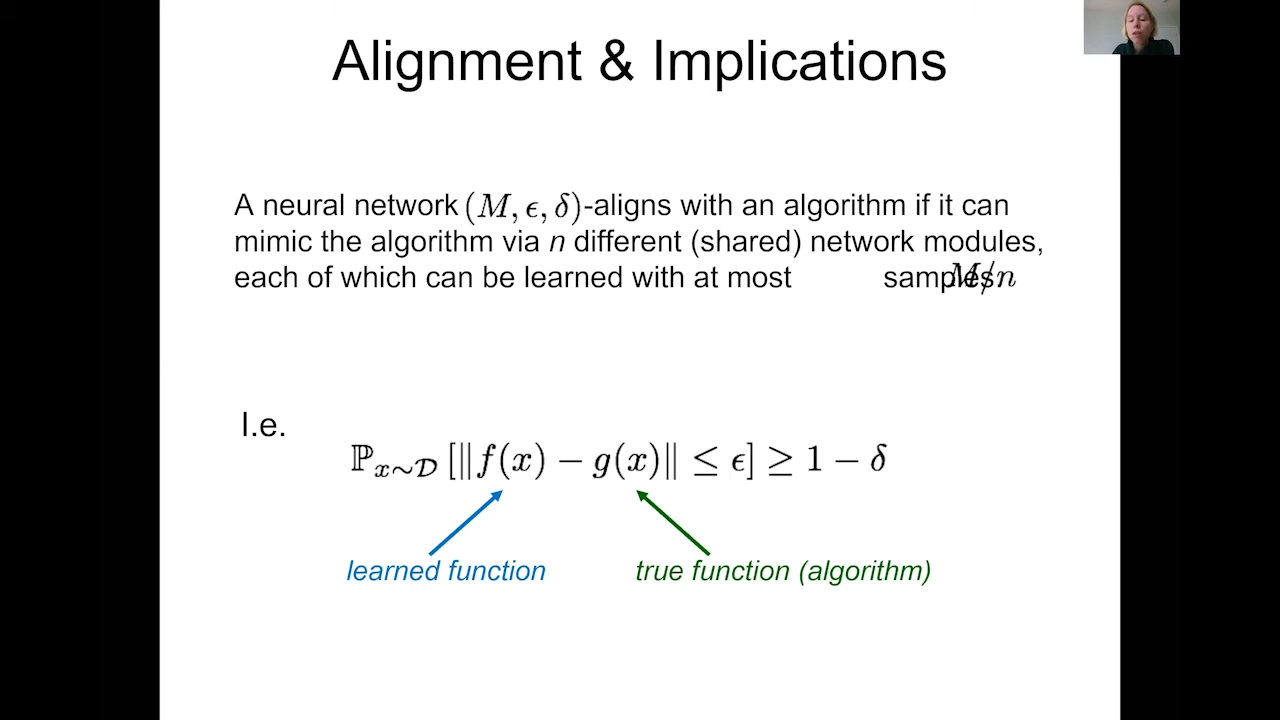 Alignment & Implications
A neural network (M, ϵ, δ)-aligns with an algorithm if it can
mimic the algorithm via n different (shared) network modules,
each of which can be learned with at most samples. M/n
I.e.
ℙ_{x∼𝒟} [‖f(x) − g(x)‖ ≤ ϵ] ≥ 1 − δ
learned function true function (algorithm)